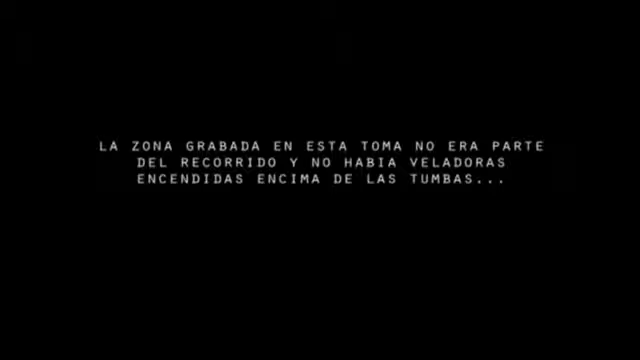 LA ZONA GRABADA EN ESTA TOMA NO ERA PARTE
DEL RECORRIDO Y NO HABIA VELADORAS
ENCENDIDAS ENCIMA DE LAS TUMBAS...